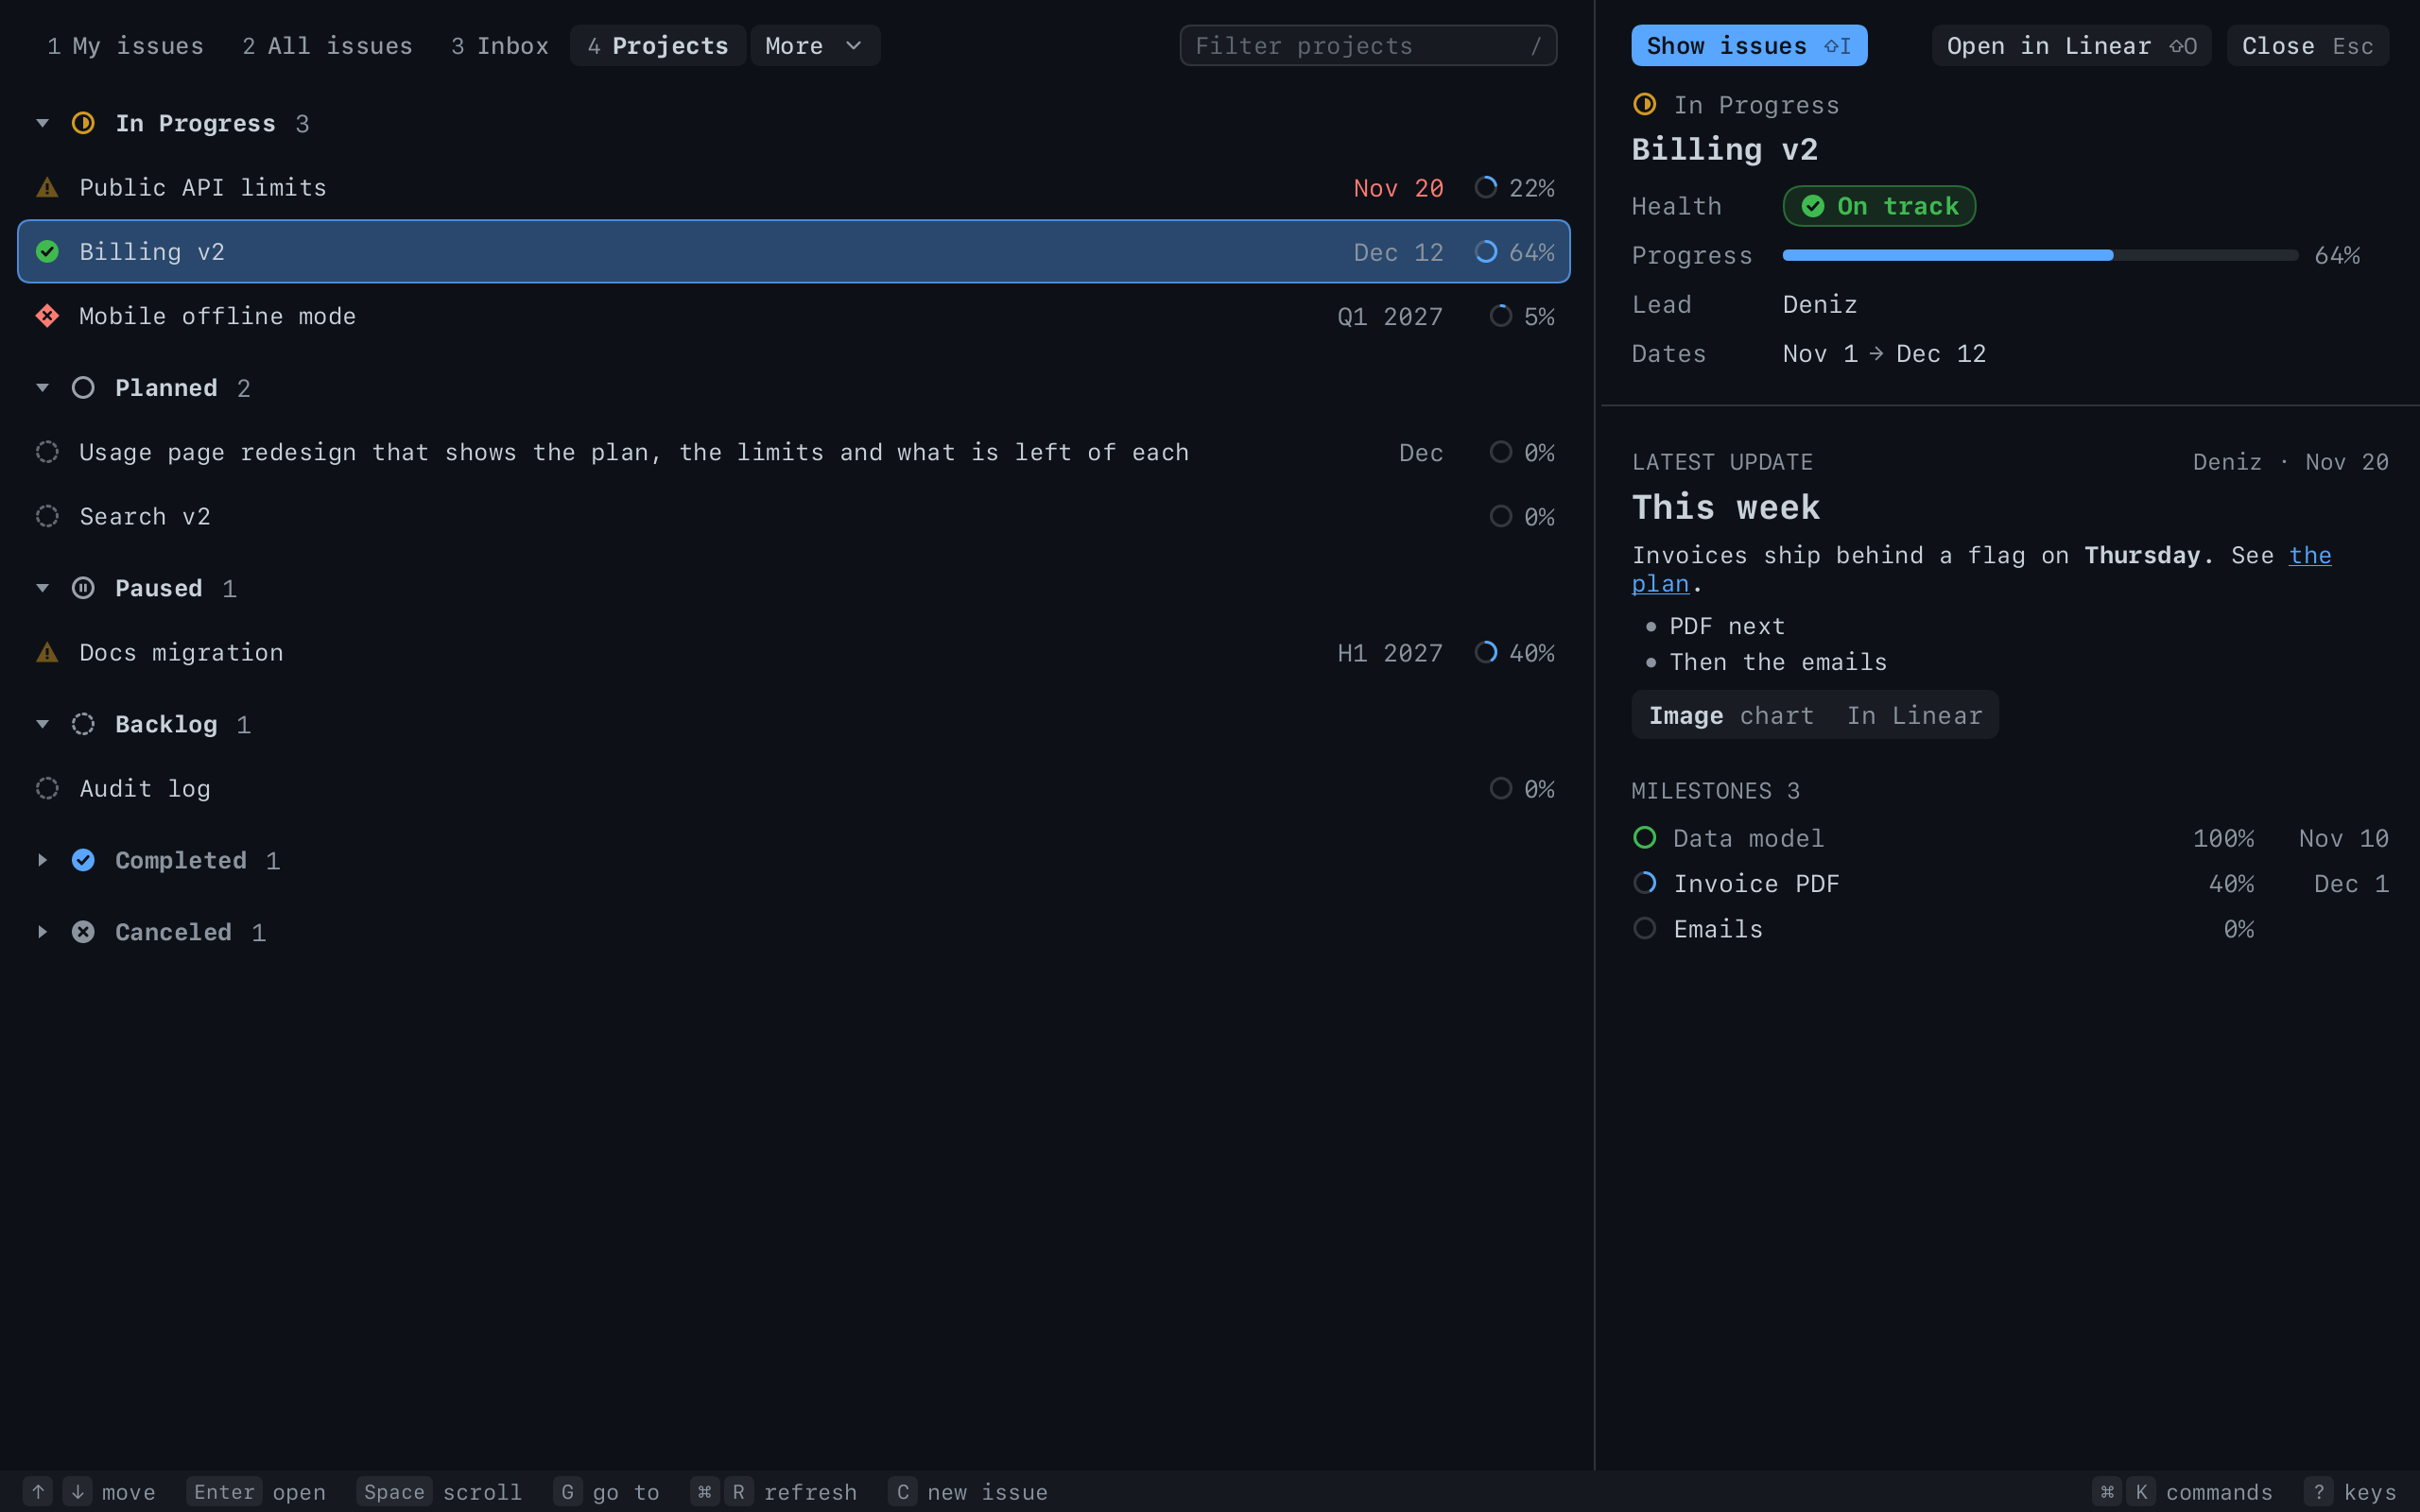 1 My issues 2 All issues 3 Inbox 4 Projects More Filter projects /
In Progress 3
Public API limits Nov 20 22%
Billing v2 Dec 12 64%
Mobile offline mode Q1 2027 5%
Planned 2
Usage page redesign that shows the plan, the limits and what is left of each Dec 0%
Search v2 0%
Paused 1
Docs migration H1 2027 40%
Backlog 1
Audit log 0%
Completed 1
Canceled 1
Show issues ⇧I Open in Linear ⇧O Close Esc
In Progress
Billing v2
Health On track
Progress 64%
Lead Deniz
Dates Nov 1 → Dec 12
LATEST UPDATE Deniz · Nov 20
This week
Invoices ship behind a flag on Thursday. See the
plan.
• PDF next
• Then the emails
Image chart In Linear
MILESTONES 3
Data model 100% Nov 10
Invoice PDF 40% Dec 1
Emails 0%
↑ ↓ move Enter open Space scroll G go to ⌘ R refresh C new issue ⌘ K commands ? keys